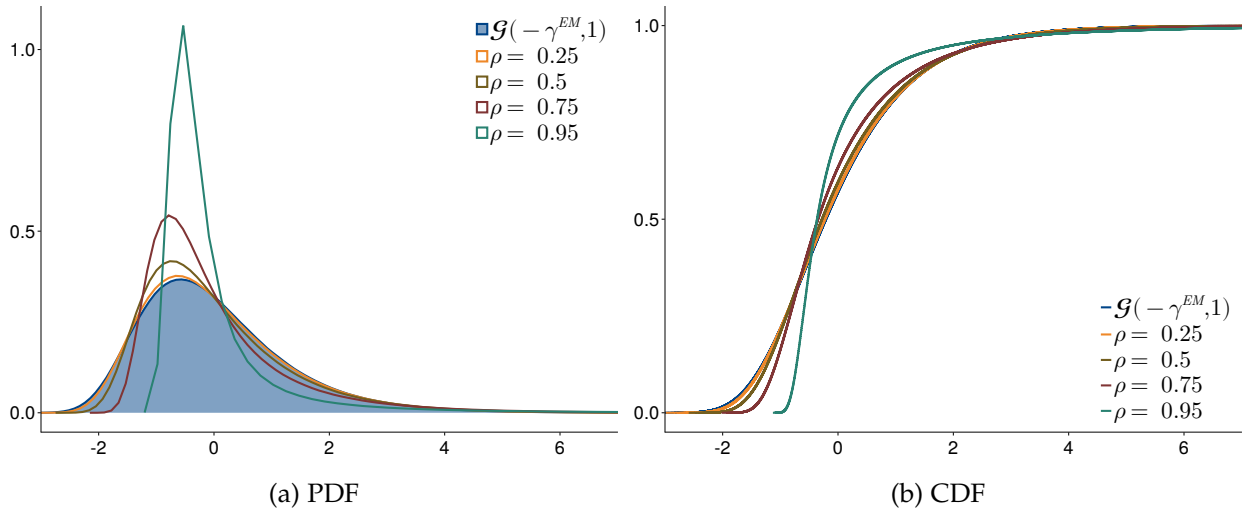 1.0
0.5
0.0
-2 0 2 4 6
𝓖(−γ^EM,1)
ρ = 0.25
ρ = 0.5
ρ = 0.75
ρ = 0.95
(a) PDF
1.0
0.5
0.0
-2 0 2 4 6
𝓖(−γ^EM,1)
ρ = 0.25
ρ = 0.5
ρ = 0.75
ρ = 0.95
(b) CDF